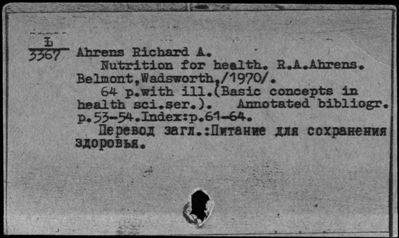 I
3367
Ahrens Richard A.
Nutrition for health. R.A.Ahrens.
Belmont,Wadsworth,/1970/.
64 p.with ill.(Basic concepts in
health sci.ser.). Annotated bibliogr.
p.53-54.Index:p.61-64.
Перевод загл.:Питание для сохранения
здоровья.